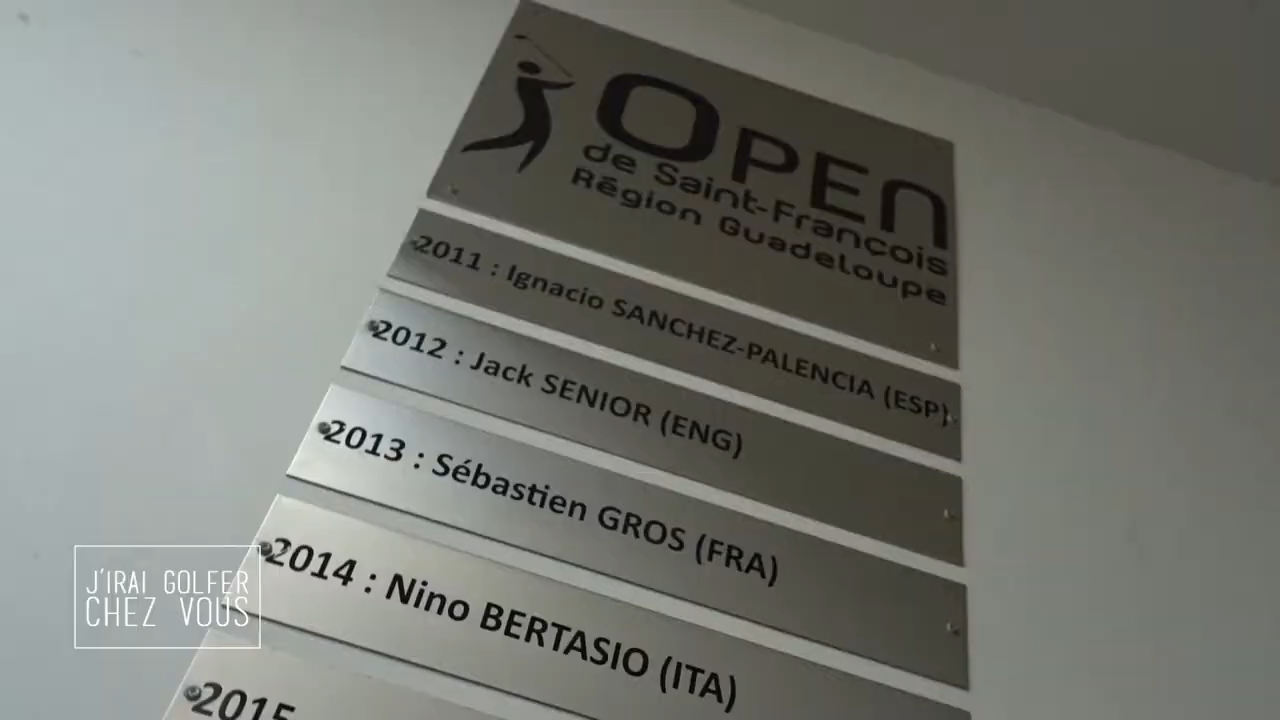 OPEN
de Saint-François
Région Guadeloupe
2011 : Ignacio SANCHEZ-PALENCIA (ESP)
2012 : Jack SENIOR (ENG)
2013 : Sébastien GROS (FRA)
2014 : Nino BERTASIO (ITA)
2015
J'IRAI GOLFER
CHEZ VOUS